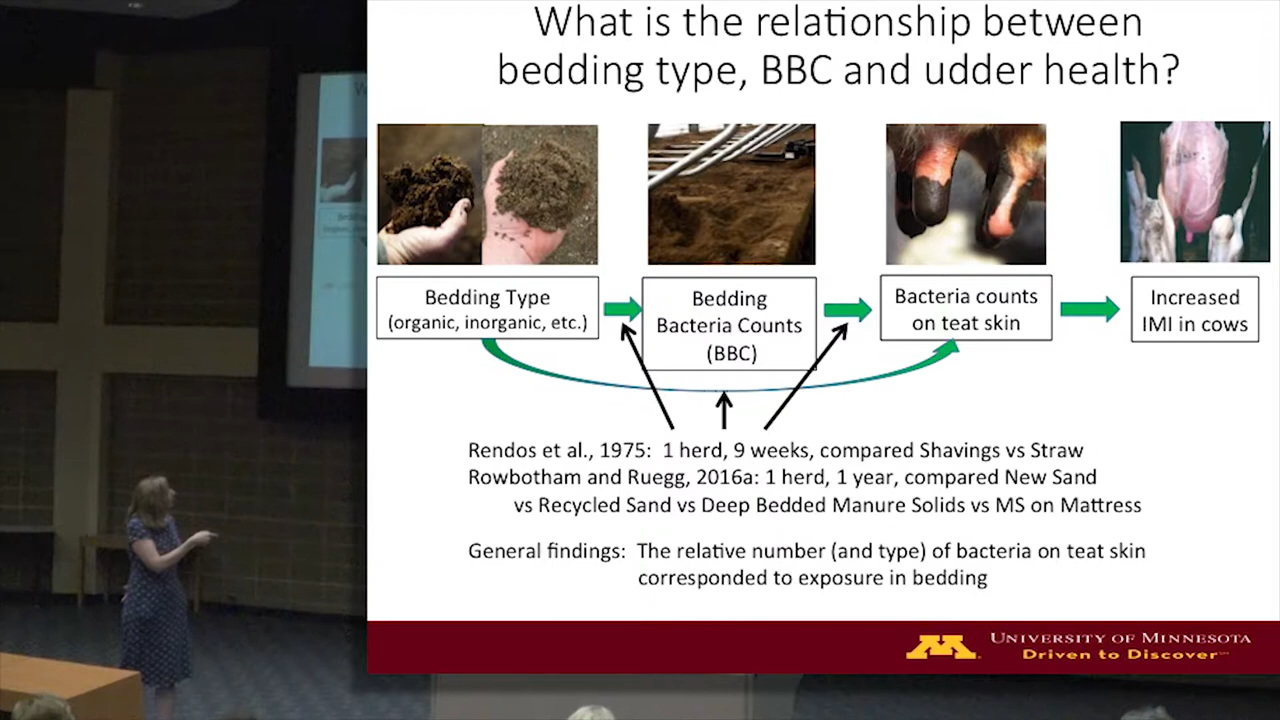 What is the relationship between
bedding type, BBC and udder health?
Bedding Type
(organic, inorganic, etc.)
Bedding
Bacteria Counts
(BBC)
Bacteria counts
on teat skin
Increased
IMI in cows
Rendos et al., 1975: 1 herd, 9 weeks, compared Shavings vs Straw
Rowbotham and Ruegg, 2016a: 1 herd, 1 year, compared New Sand
vs Recycled Sand vs Deep Bedded Manure Solids vs MS on Mattress
General findings: The relative number (and type) of bacteria on teat skin
corresponded to exposure in bedding
UNIVERSITY OF MINNESOTA
Driven to Discover